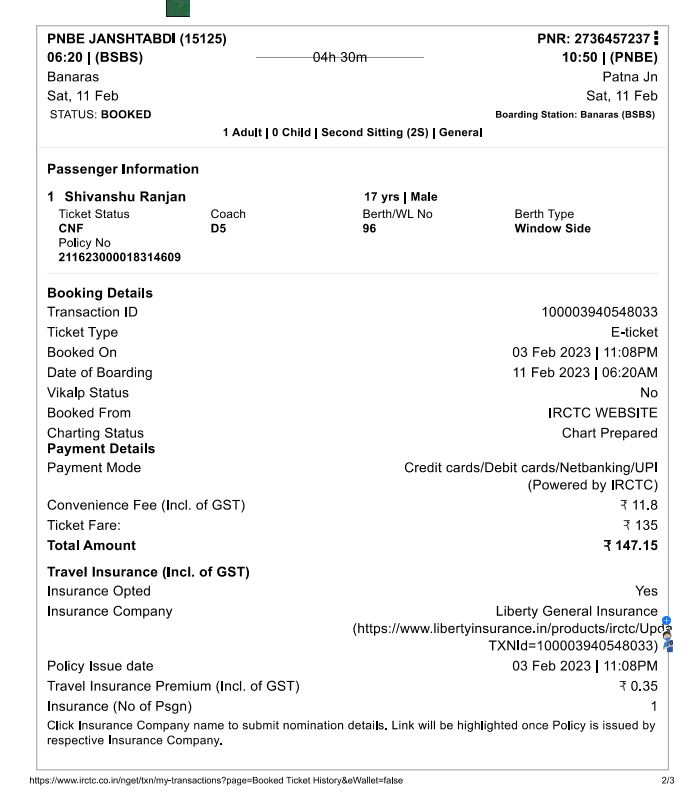 PNBE JANSHTABDI (15125) PNR: 2736457237
06:20 | (BSBS) 04h 30m 10:50 | (PNBE)
Banaras Patna Jn
Sat, 11 Feb Sat, 11 Feb
STATUS: BOOKED Boarding Station: Banaras (BSBS)
1 Adult | 0 Child | Second Sitting (2S) | General
Passenger Information
1 Shivanshu Ranjan 17 yrs | Male
Ticket Status Coach Berth/WL No Berth Type
CNF D5 96 Window Side
Policy No
211623000018314609
Booking Details
Transaction ID 100003940548033
Ticket Type E-ticket
Booked On 03 Feb 2023 | 11:08PM
Date of Boarding 11 Feb 2023 | 06:20AM
Vikalp Status No
Booked From IRCTC WEBSITE
Charting Status Chart Prepared
Payment Details
Payment Mode Credit cards/Debit cards/Netbanking/UPI
(Powered by IRCTC)
Convenience Fee (Incl. of GST) ₹ 11.8
Ticket Fare: ₹ 135
Total Amount ₹ 147.15
Travel Insurance (Incl. of GST)
Insurance Opted Yes
Insurance Company Liberty General Insurance
(https://www.libertyinsurance.in/products/irctc/Upda
TXNId=100003940548033)
Policy Issue date 03 Feb 2023 | 11:08PM
Travel Insurance Premium (Incl. of GST) ₹ 0.35
Insurance (No of Psgn) 1
Click Insurance Company name to submit nomination details. Link will be highlighted once Policy is issued by
respective Insurance Company.
https://www.irctc.co.in/nget/txn/my-transactions?page=Booked Ticket History&eWallet=false 2/3